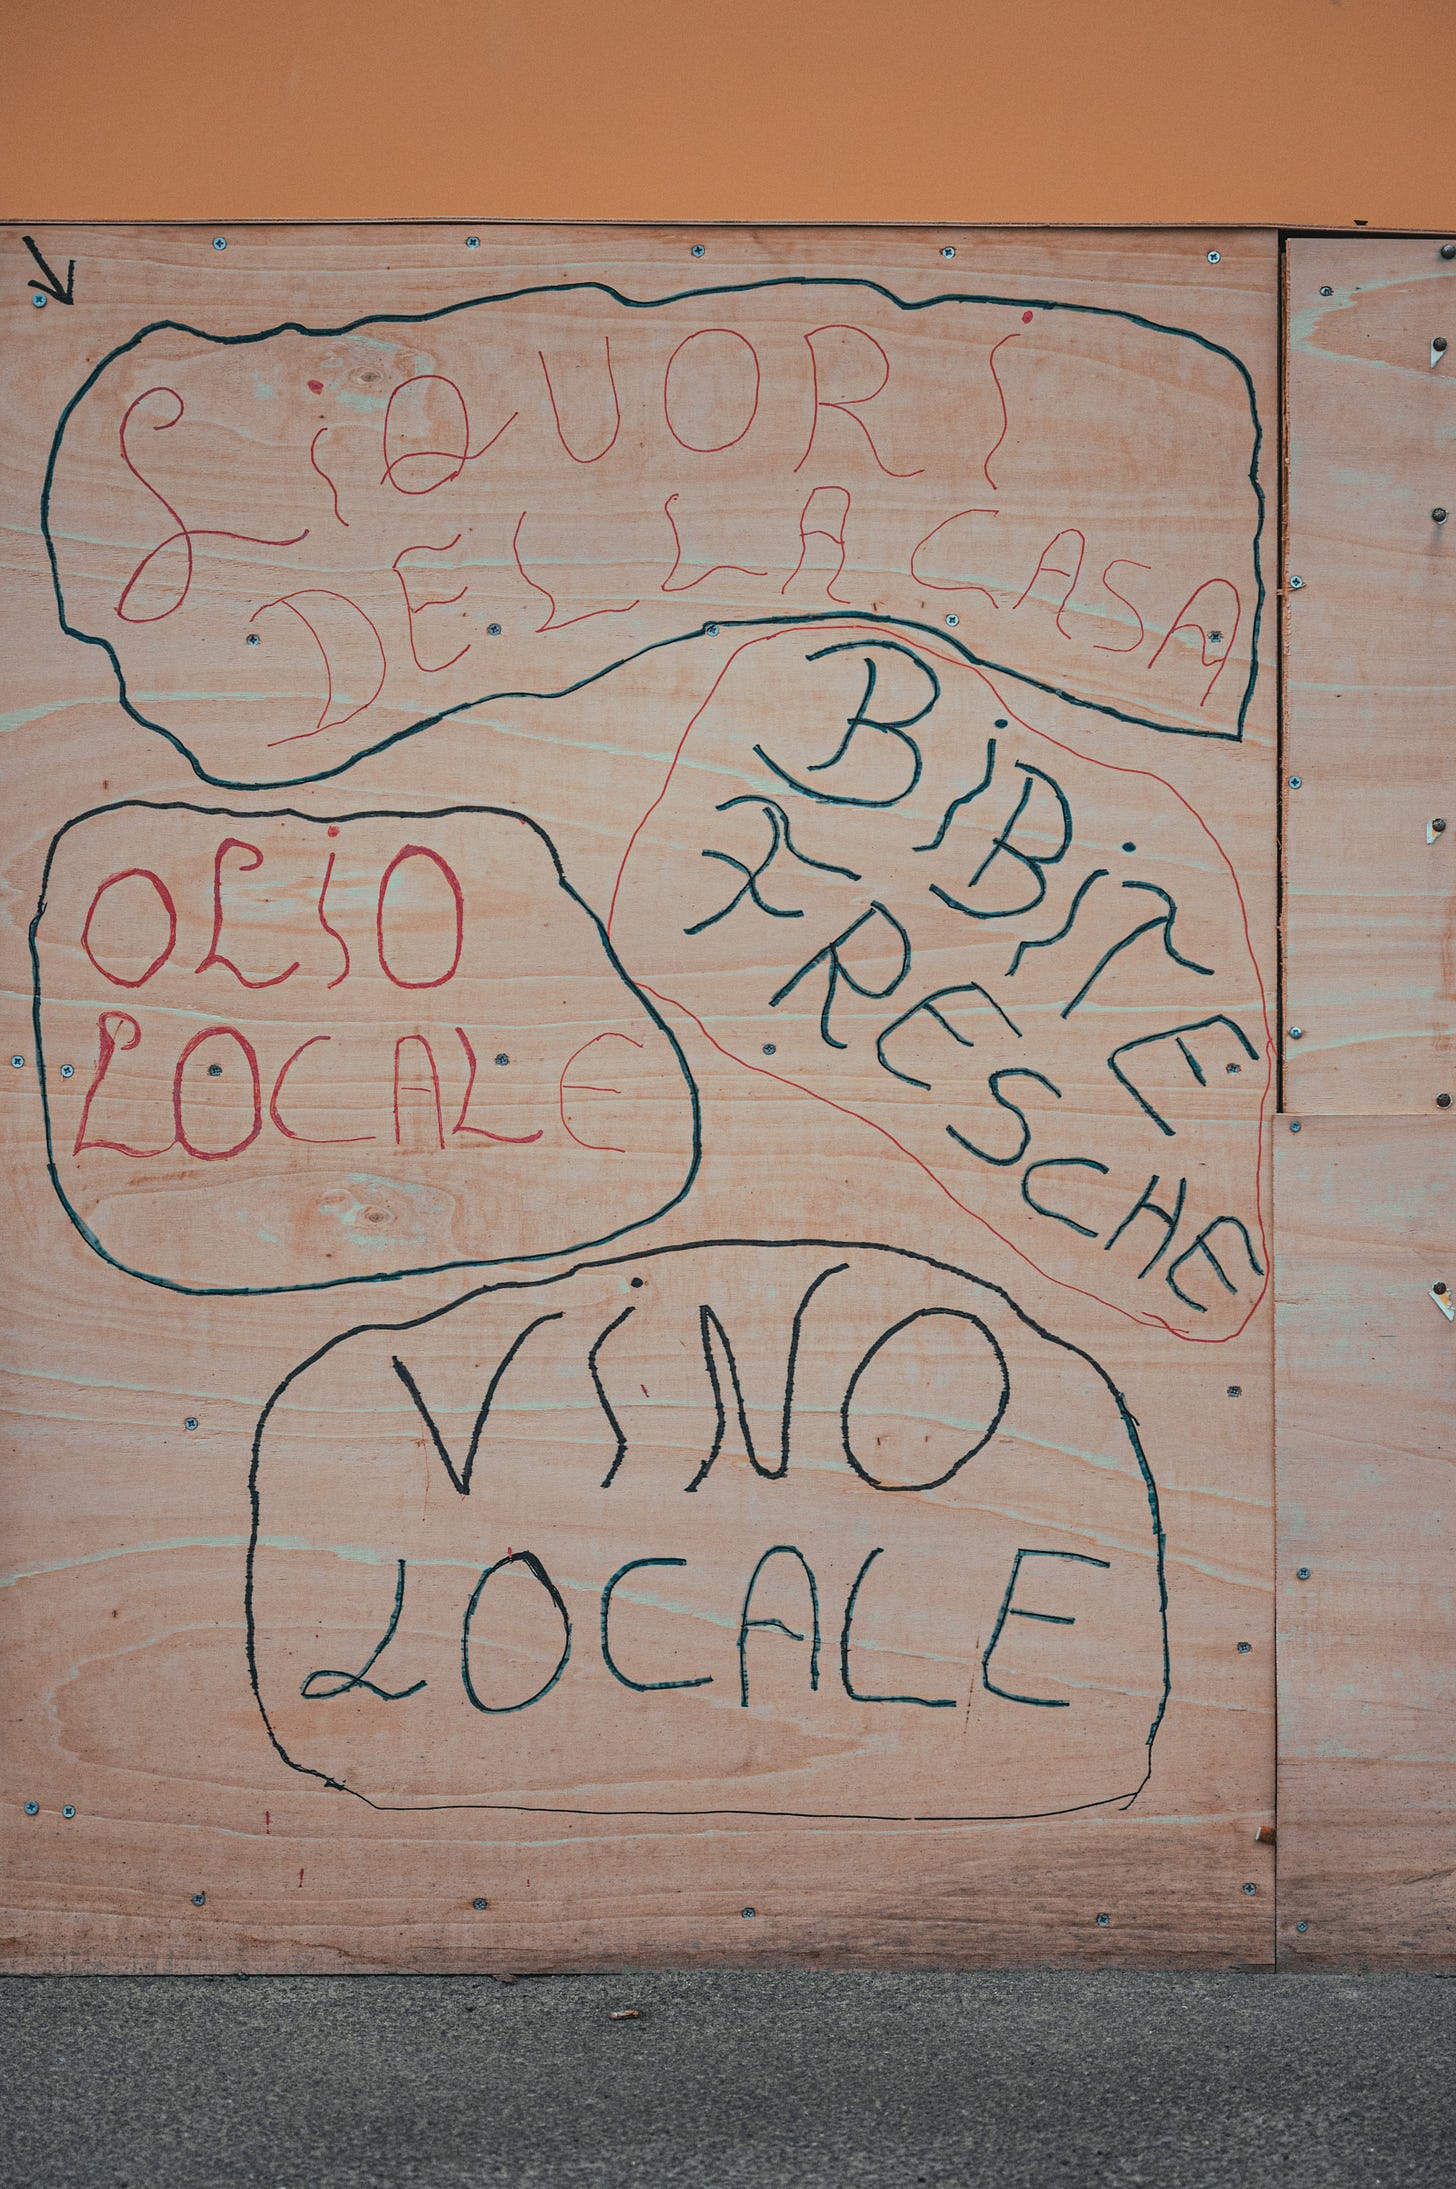 LiQUORi
DELLA CASA
BiBiTE
FRESCHE
OLiO
LOCALE
ViNO
LOCALE